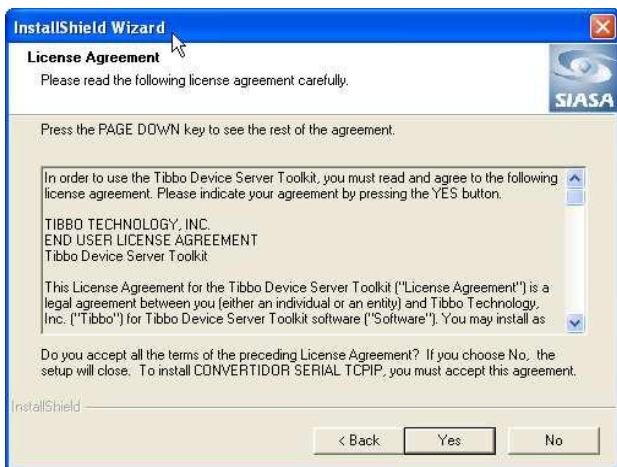 InstallShield Wizard
License Agreement
Please read the following license agreement carefully.
SIASA
Press the PAGE DOWN key to see the rest of the agreement.
In order to use the Tibbo Device Server Toolkit, you must read and agree to the following
license agreement. Please indicate your agreement by pressing the YES button.
TIBBO TECHNOLOGY, INC.
END USER LICENSE AGREEMENT
Tibbo Device Server Toolkit
This License Agreement for the Tibbo Device Server Toolkit ("License Agreement") is a
legal agreement between you (either an individual or an entity) and Tibbo Technology,
Inc. ("Tibbo") for Tibbo Device Server Toolkit software ("Software"). You may install as
Do you accept all the terms of the preceding License Agreement? If you choose No, the
setup will close. To install CONVERTIDOR SERIAL TCPIP, you must accept this agreement.
InstallShield
< Back
Yes
No